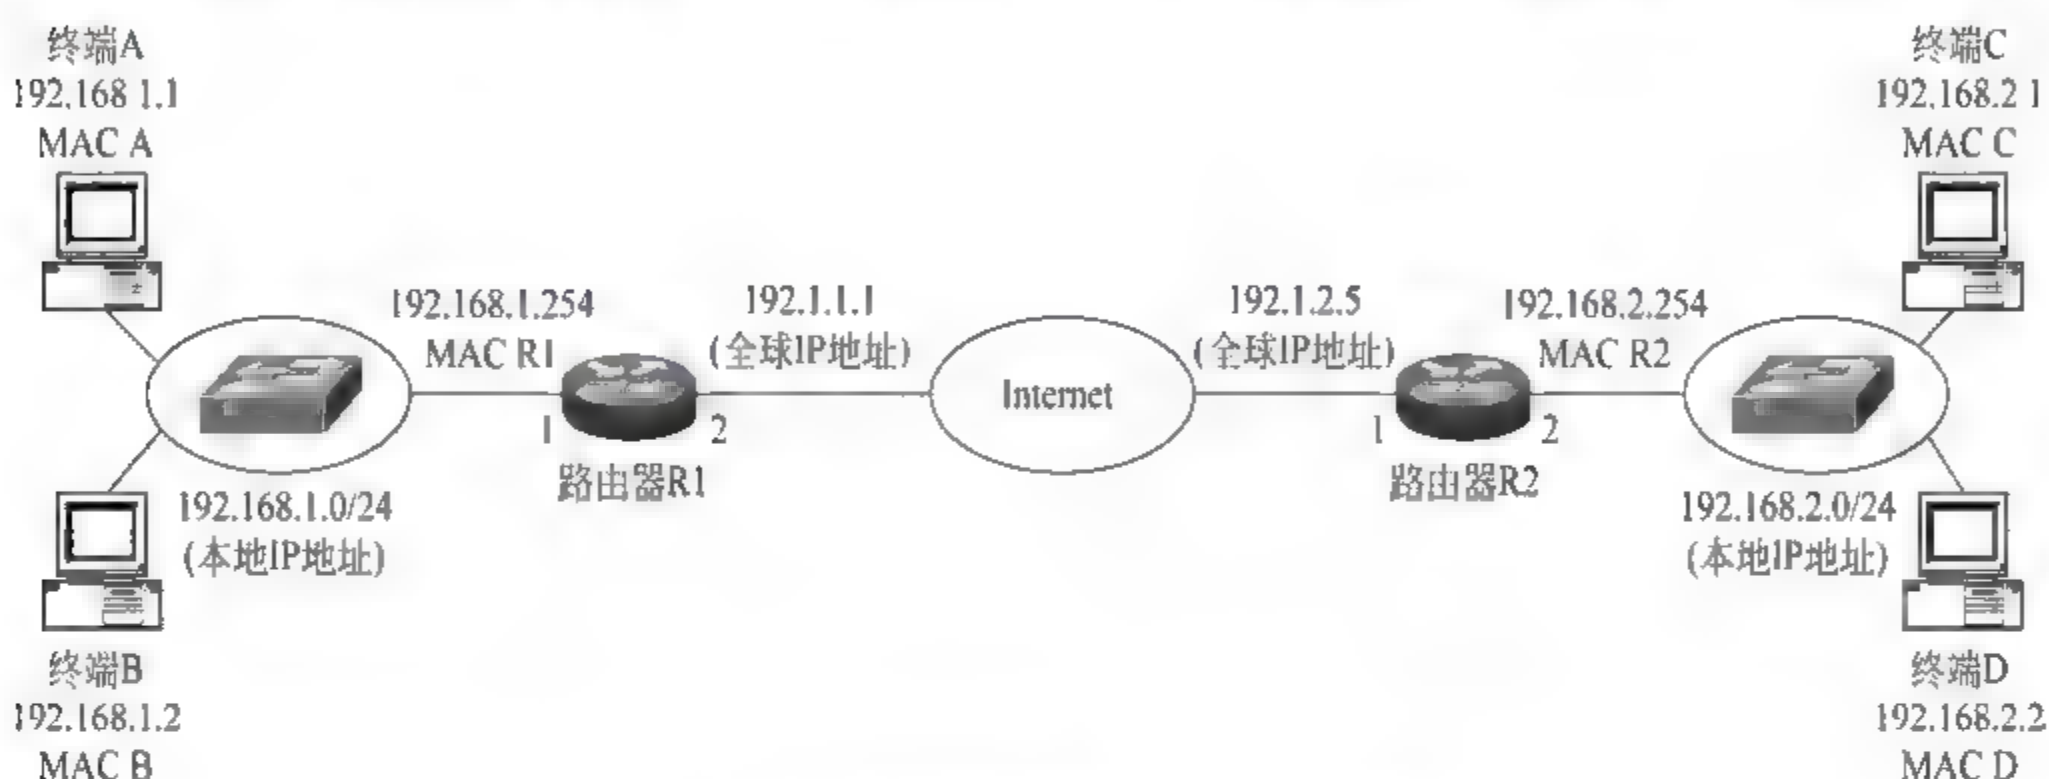 终端A
192.168 1.1
MAC A
终端C
192.168.2 1
MAC C
192.168.1.254
MAC R1
192.1.1.1
(全球IP地址)
Internet
192.1.2.5
(全球IP地址)
192.168.2.254
MAC R2
1
2
路由器R1
1
2
路由器R2
192.168.1.0/24
(本地IP地址)
192.168.2.0/24
(本地IP地址)
终端B
192.168.1.2
MAC B
终端D
192.168.2.2
MAC D